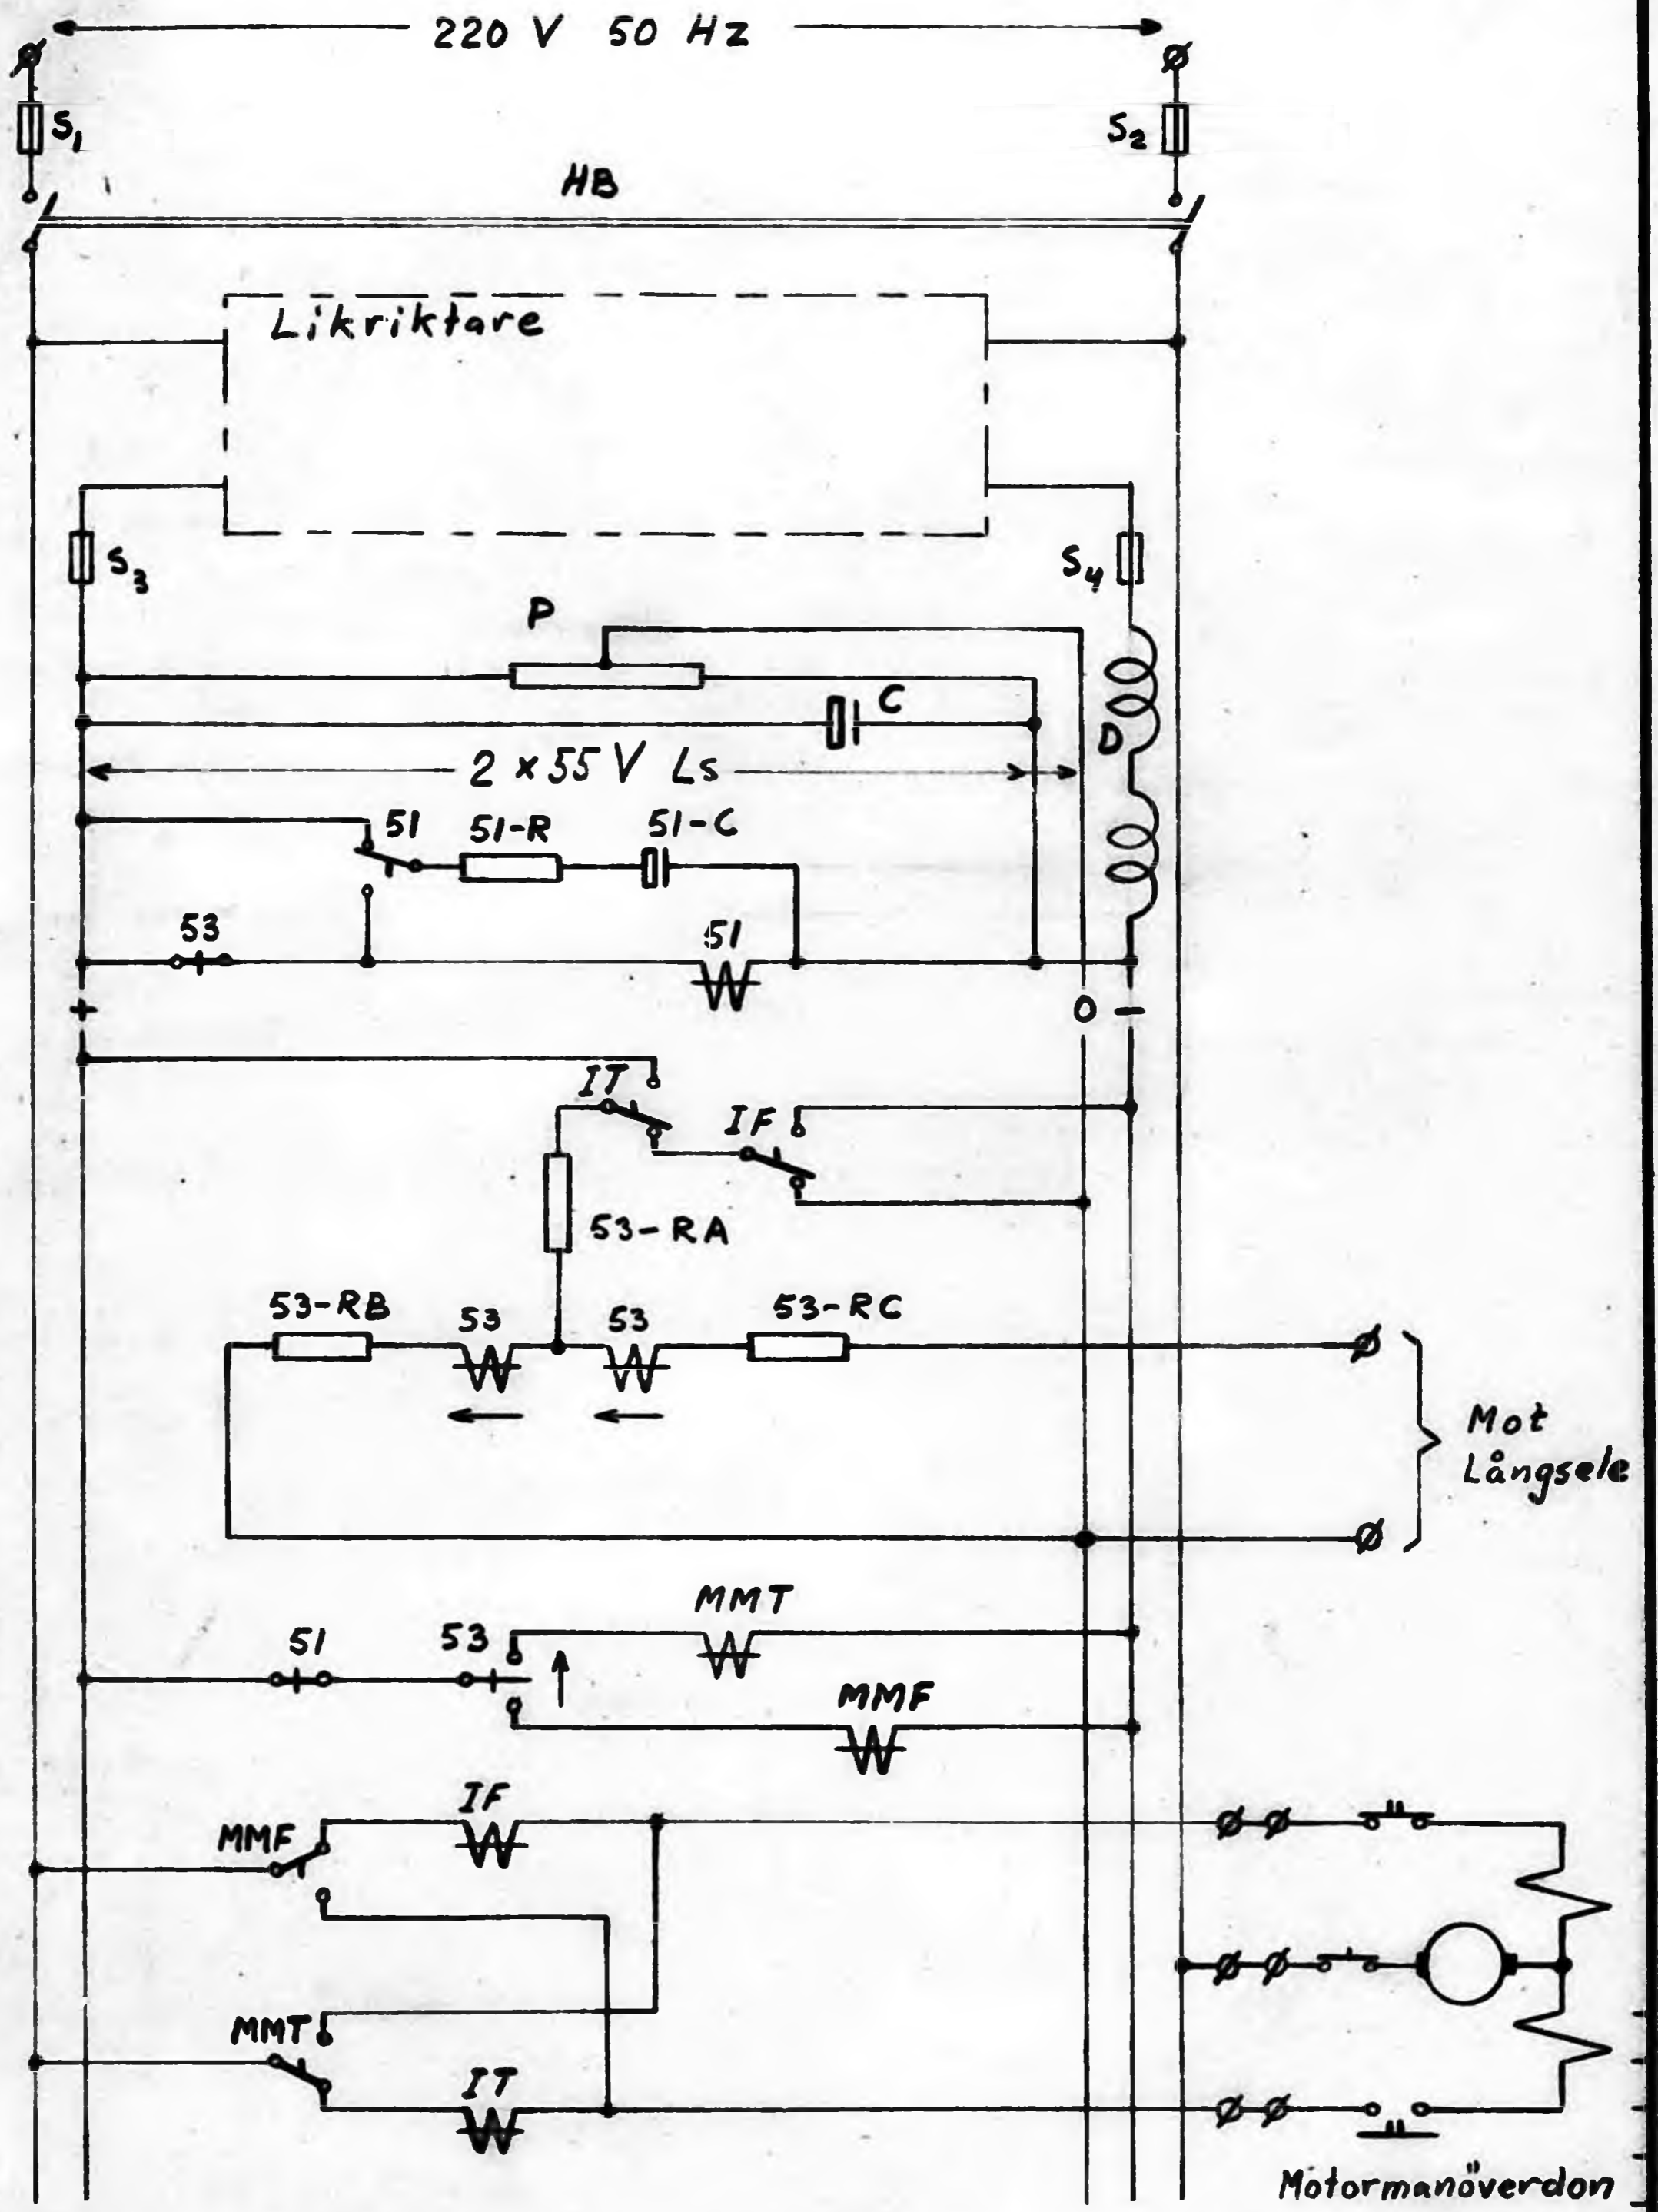 220 V 50 Hz
S1
S2
HB
Likriktare
S3
S4
P
C
D
2 x 55 V Ls
51
51-R
51-C
53
51
+
0
−
IT
IF
53-RA
53-RB
53
53
53-RC
Mot
Långsele
MMT
51
53
MMF
IF
MMF
MMT
IT
Motormanöverdon